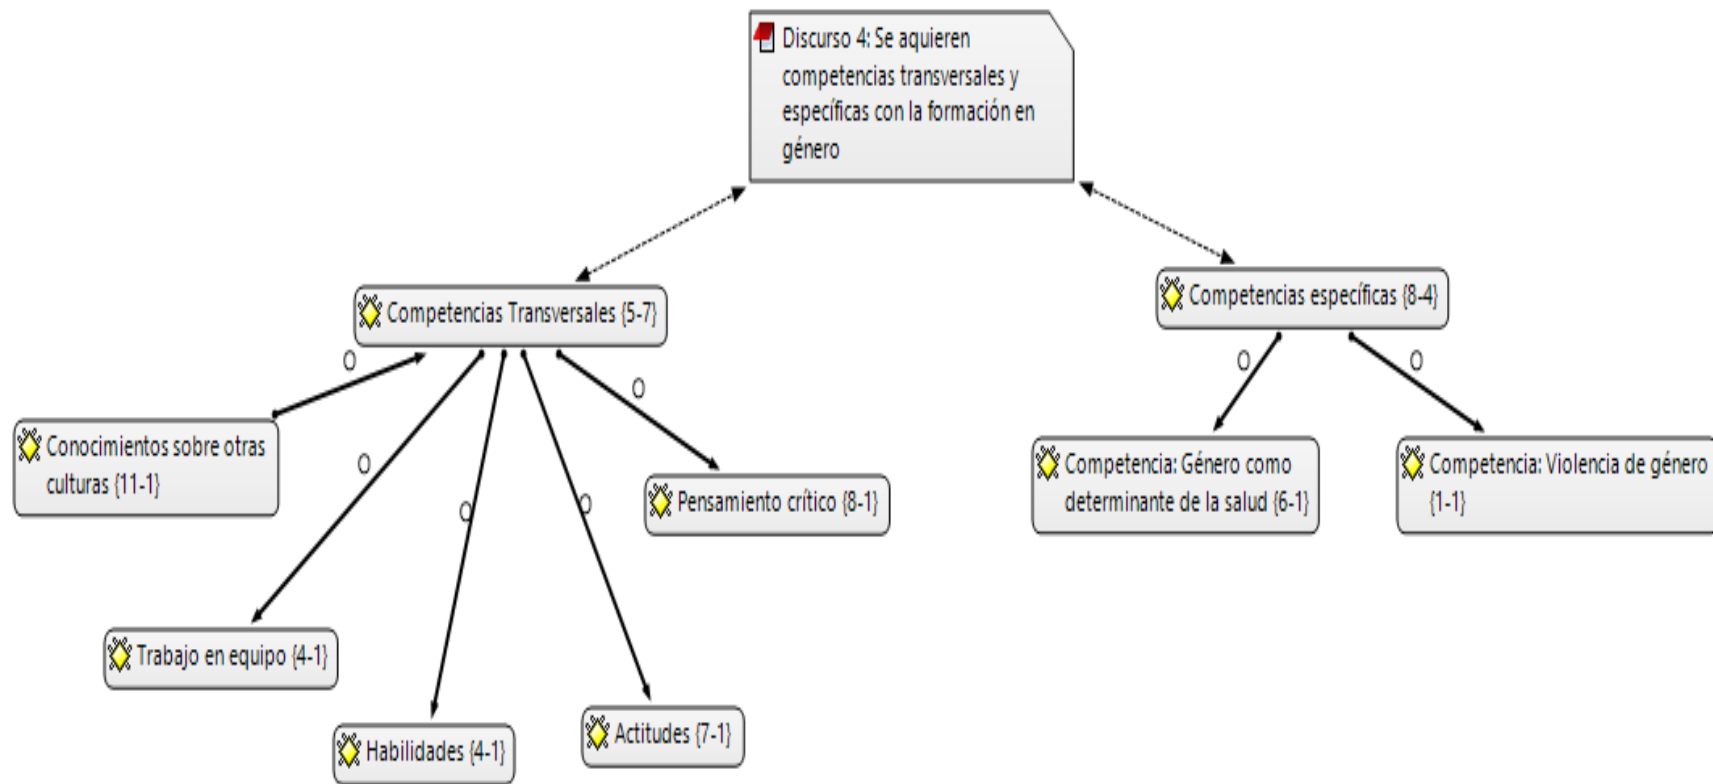 Discurso 4: Se aquieren
competencias transversales y
específicas con la formación en
género
Competencias específicas {8-4}
Competencias Transversales {5-7}
O
O
O
O
Conocimientos sobre otras
culturas {11-1}
Competencia: Género como
determinante de la salud {6-1}
Competencia: Violencia de género
{1-1}
O
O
O
Pensamiento crítico {8-1}
Trabajo en equipo {4-1}
Actitudes {7-1}
Habilidades {4-1}